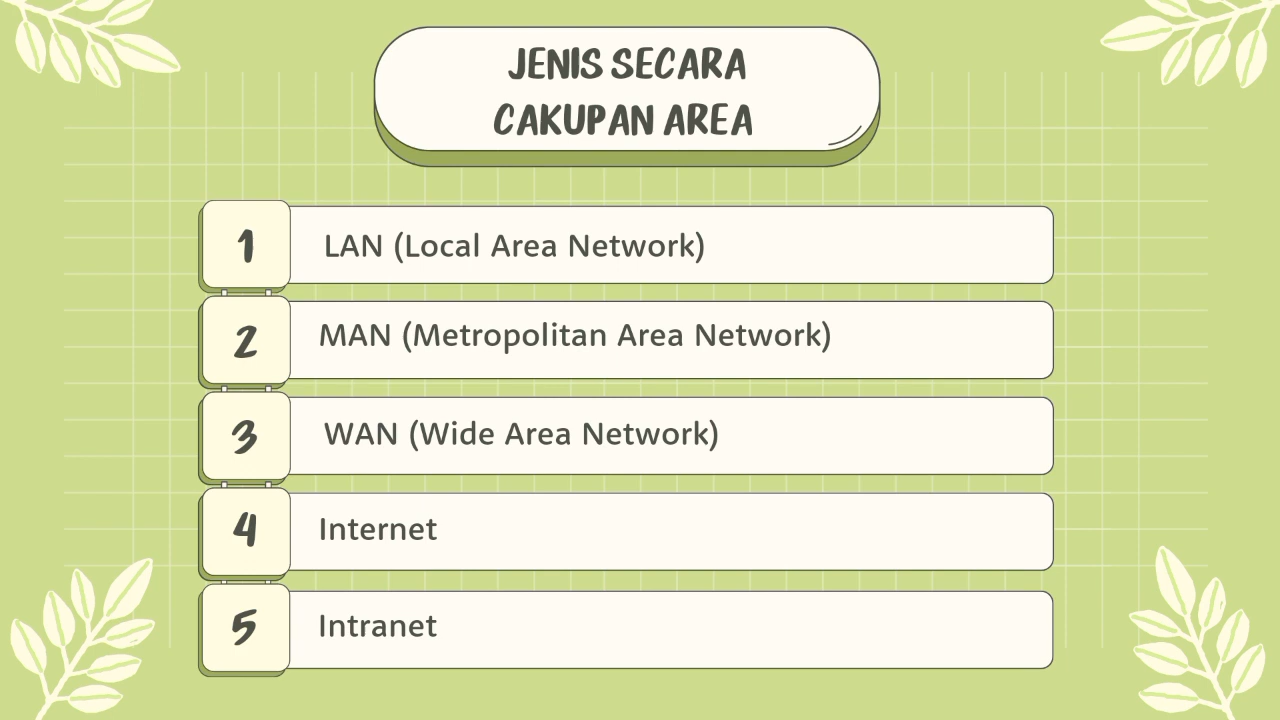 JENIS SECARA
CAKUPAN AREA
1
LAN (Local Area Network)
2
MAN (Metropolitan Area Network)
3
WAN (Wide Area Network)
4
Internet
5
Intranet